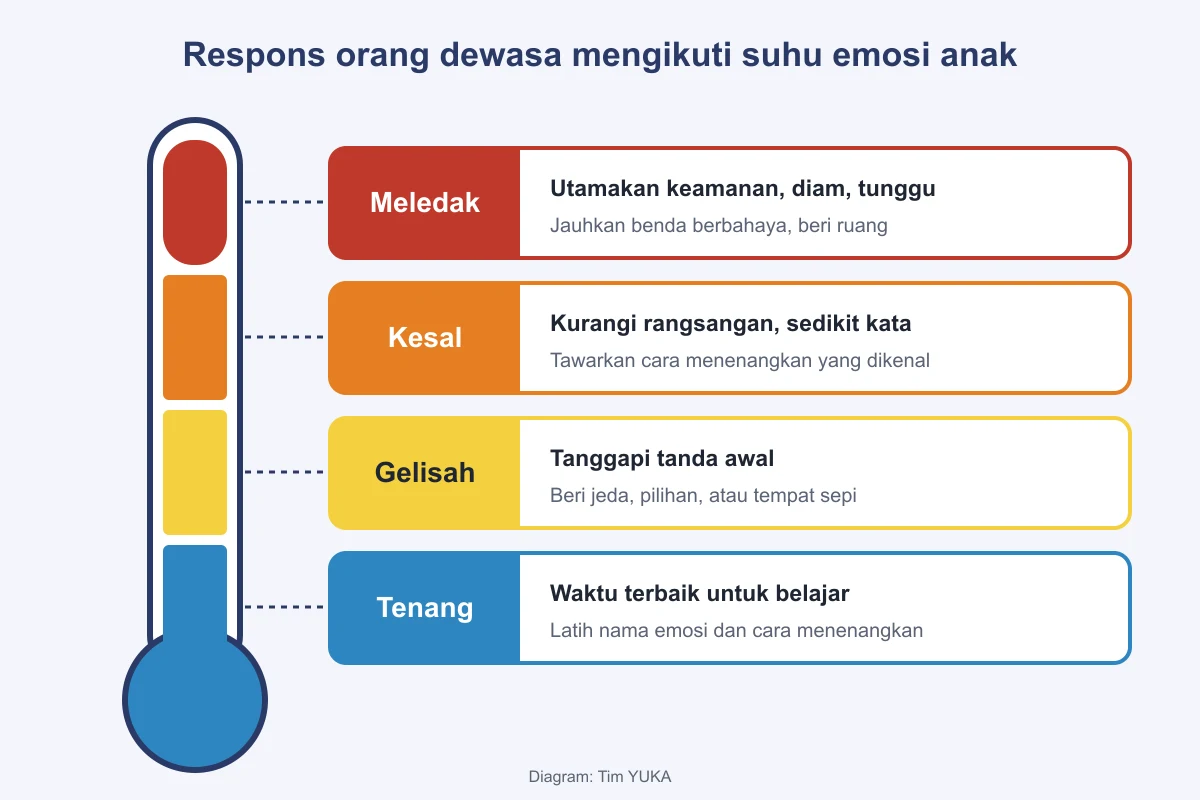 Respons orang dewasa mengikuti suhu emosi anak
Meledak
Utamakan keamanan, diam, tunggu
Jauhkan benda berbahaya, beri ruang
Kesal
Kurangi rangsangan, sedikit kata
Tawarkan cara menenangkan yang dikenal
Gelisah
Tanggapi tanda awal
Beri jeda, pilihan, atau tempat sepi
Tenang
Waktu terbaik untuk belajar
Latih nama emosi dan cara menenangkan
Diagram: Tim YUKA